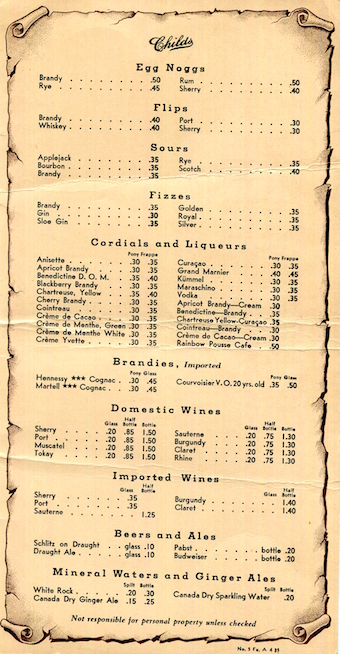 Childs
Egg Noggs
Brandy . . . . . . . . . .50 Rum . . . . . . . . . .50
Rye . . . . . . . . . .45 Sherry . . . . . . . . . .40
Flips
Brandy . . . . . . . . . .40 Port . . . . . . . . . .30
Whiskey . . . . . . . . . .40 Sherry . . . . . . . . . .30
Sours
Applejack . . . . . . . . . .35 Rye . . . . . . . . . .35
Bourbon . . . . . . . . . .35 Scotch . . . . . . . . . .40
Brandy . . . . . . . . . .35
Fizzes
Brandy . . . . . . . . . .35 Golden . . . . . . . . . .35
Gin . . . . . . . . . .30 Royal . . . . . . . . . .35
Sloe Gin . . . . . . . . . .35 Silver . . . . . . . . . .35
Cordials and Liqueurs
Pony Frappe Pony Frappe
Anisette . . . . .30 .35 Curaçao . . . . .30 .35
Apricot Brandy . . . .30 .35 Grand Marnier . . . .40 .45
Benedictine D. O. M. .35 .40 Kümmel . . . . .30 .35
Blackberry Brandy . . .30 .35 Maraschino . . . . .30 .35
Chartreuse, Yellow . . .35 .40 Vodka . . . . .30 .35
Cherry Brandy . . . .30 .35 Apricot Brandy—Cream .30
Cointreau . . . . .30 .35 Benedictine—Brandy . .35
Crème de Cacao . . . .30 .35 Chartreuse Yellow-Curaçao .35
Crème de Menthe, Green .30 .35 Cointreau—Brandy . .30
Crème de Menthe White .30 .35 Crème de Cacao—Cream .30
Crème Yvette . . . . .30 .35 Rainbow Pousse Cafe . .50
Brandies, Imported
Pony Glass Pony Glass
Hennessy ★★★ Cognac . .30 .45 Courvoisier V.O. 20 yrs. old .35 .50
Martell ★★★ Cognac . .30 .45
Domestic Wines
Glass Half Bottle Bottle Glass Half Bottle Bottle
Sherry . . . . .20 .85 1.50 Sauterne . . . . .20 .75 1.30
Port . . . . .20 .85 1.50 Burgundy . . . . .20 .75 1.30
Muscatel . . . . .20 .85 1.50 Claret . . . . .20 .75 1.30
Tokay . . . . .20 .85 1.50 Rhine . . . . .20 .75 1.30
Imported Wines
Glass Half Bottle Half Bottle
Sherry . . . . . .35 Burgundy . . . . . 1.40
Port . . . . . .35 Claret . . . . . 1.40
Sauterne . . . . . 1.25
Beers and Ales
Schlitz on Draught . . glass .10 Pabst . . . . . bottle .20
Draught Ale . . . . glass .10 Budweiser . . . . bottle .20
Mineral Waters and Ginger Ales
Split Bottle Split Bottle
White Rock . . . . .20 .30 Canada Dry Sparkling Water .20
Canada Dry Ginger Ale .15 .25
Not responsible for personal property unless checked